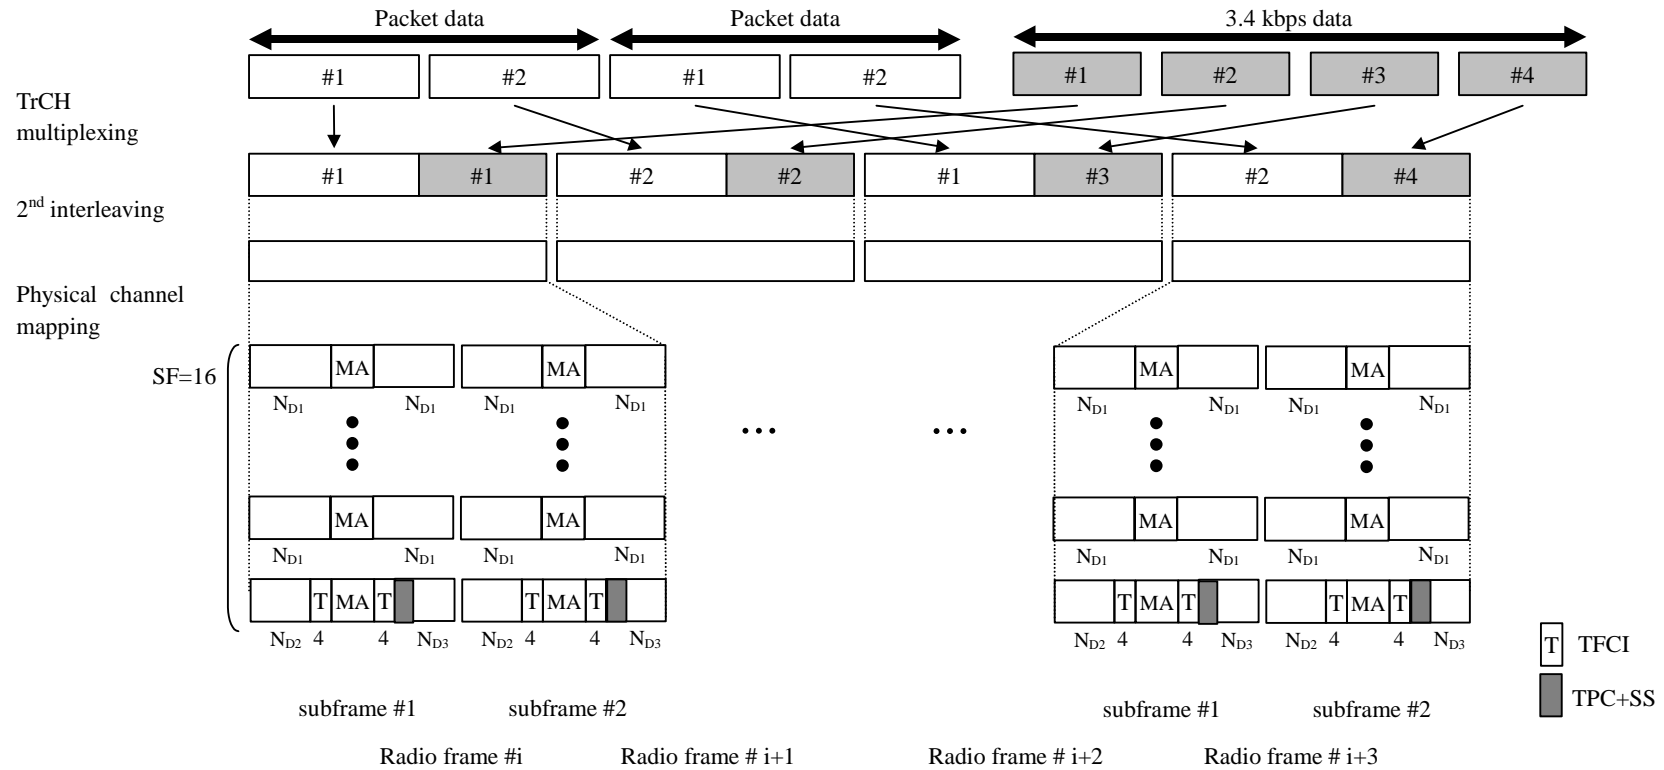 Packet data Packet data 3.4 kbps data
#1 #2 #1 #2 #1 #2 #3 #4
TrCH
multiplexing
#1 #1 #2 #2 #1 #3 #2 #4
2nd interleaving
Physical channel
mapping
SF=16
MA MA MA MA
ND1 ND1 ND1 ND1 ND1 ND1 ND1 ND1
... ...
MA MA MA MA
ND1 ND1 ND1 ND1 ND1 ND1 ND1 ND1
T MA T T MA T T MA T T MA T
ND2 4 4 ND3 ND2 4 4 ND3 ND2 4 4 ND3 ND2 4 4 ND3
T TFCI
TPC+SS
subframe #1 subframe #2 subframe #1 subframe #2
Radio frame #i Radio frame # i+1 Radio frame # i+2 Radio frame # i+3